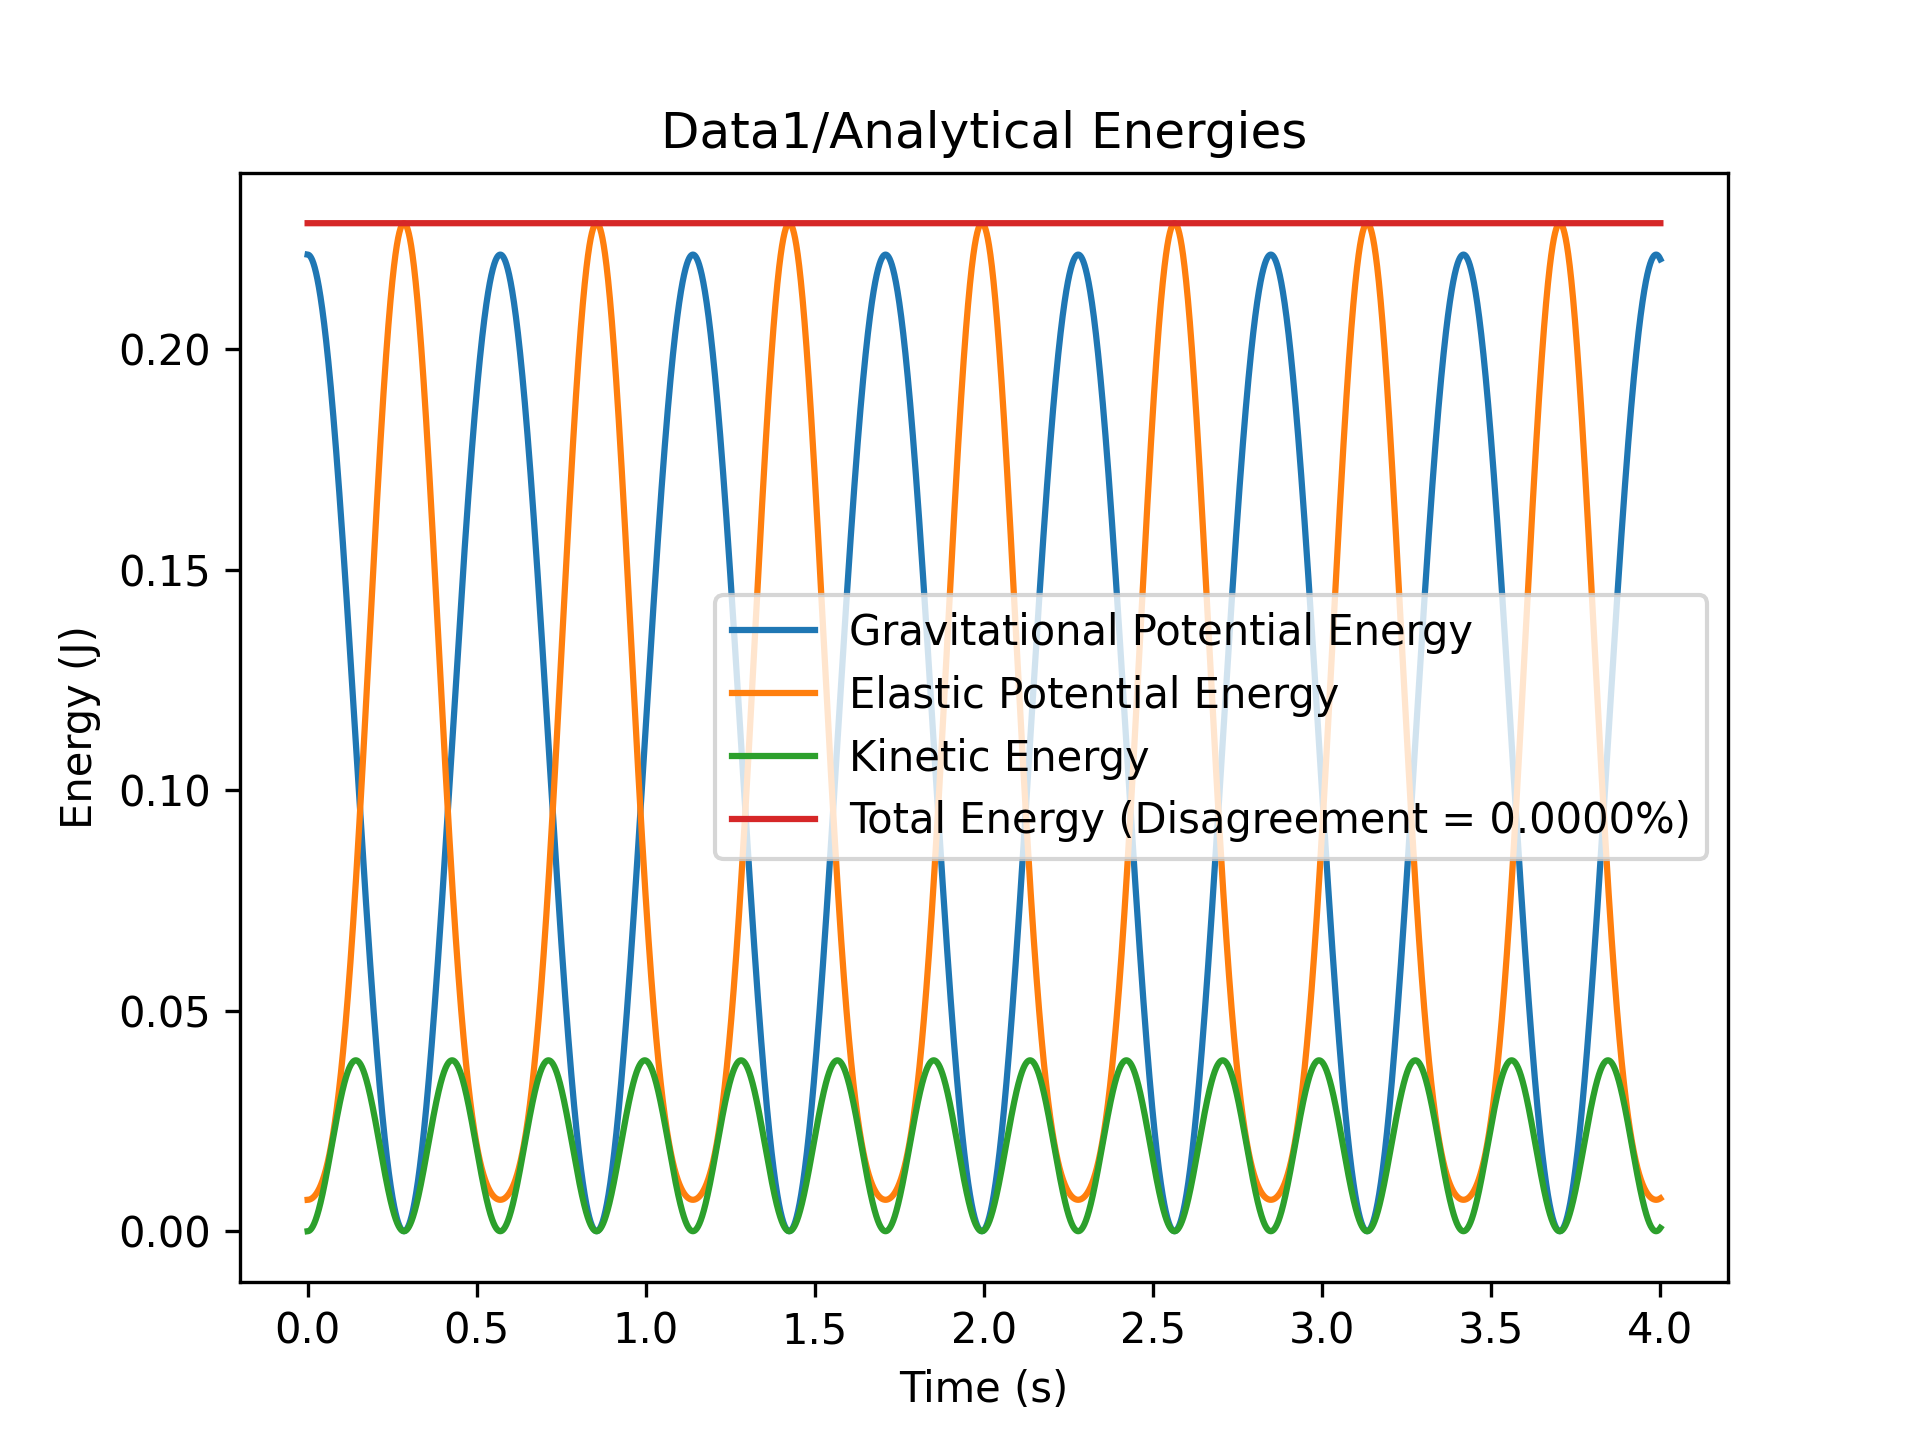 Data1/Analytical Energies
Energy (J)
0.20
0.15
0.10
0.05
0.00
Gravitational Potential Energy
Elastic Potential Energy
Kinetic Energy
Total Energy (Disagreement = 0.0000%)
0.0 0.5 1.0 1.5 2.0 2.5 3.0 3.5 4.0
Time (s)